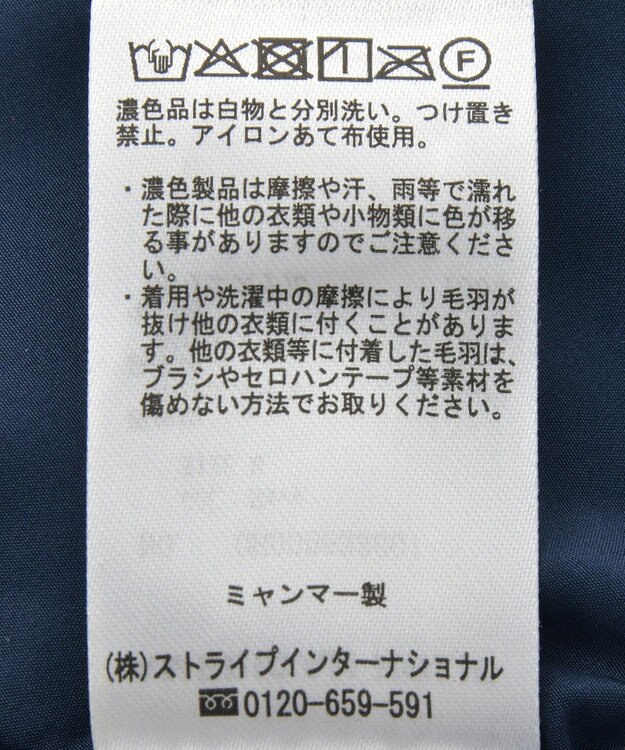 F
濃色品は白物と分別洗い。つけ置き
禁止。アイロンあて布使用。
・濃色製品は摩擦や汗、雨等で濡れ
た際に他の衣類や小物類に色が移
る事がありますのでご注意くださ
い。
・着用や洗濯中の摩擦により毛羽が
抜け他の衣類に付くことがありま
す。他の衣類等に付着した毛羽は、
ブラシやセロハンテープ等素材を
傷めない方法でお取りください。
ミャンマー製
(株)ストライプインターナショナル
0120-659-591